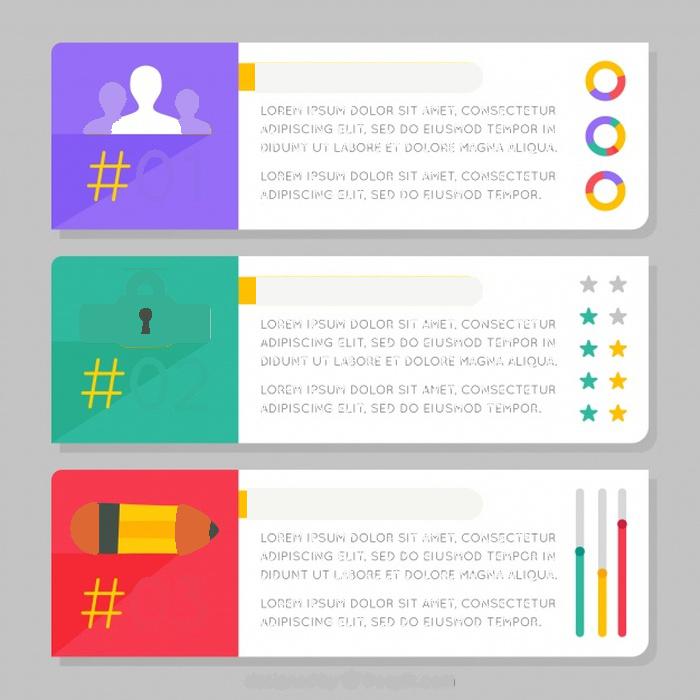 #01
LOREM IPSUM DOLOR SIT AMET, CONSECTETUR
ADIPISCING ELIT, SED DO EIUSMOD TEMPOR IN
DIDUNT UT LABORE ET DOLORE MAGNA ALIQUA.
LOREM IPSUM DOLOR SIT AMET, CONSECTETUR
ADIPISCING ELIT, SED DO EIUSMOD TEMPOR.
#02
LOREM IPSUM DOLOR SIT AMET, CONSECTETUR
ADIPISCING ELIT, SED DO EIUSMOD TEMPOR IN
DIDUNT UT LABORE ET DOLORE MAGNA ALIQUA.
LOREM IPSUM DOLOR SIT AMET, CONSECTETUR
ADIPISCING ELIT, SED DO EIUSMOD TEMPOR.
#
LOREM IPSUM DOLOR SIT AMET, CONSECTETUR
ADIPISCING ELIT, SED DO EIUSMOD TEMPOR IN
DIDUNT UT LABORE ET DOLORE MAGNA ALIQUA.
LOREM IPSUM DOLOR SIT AMET, CONSECTETUR
ADIPISCING ELIT, SED DO EIUSMOD TEMPOR.